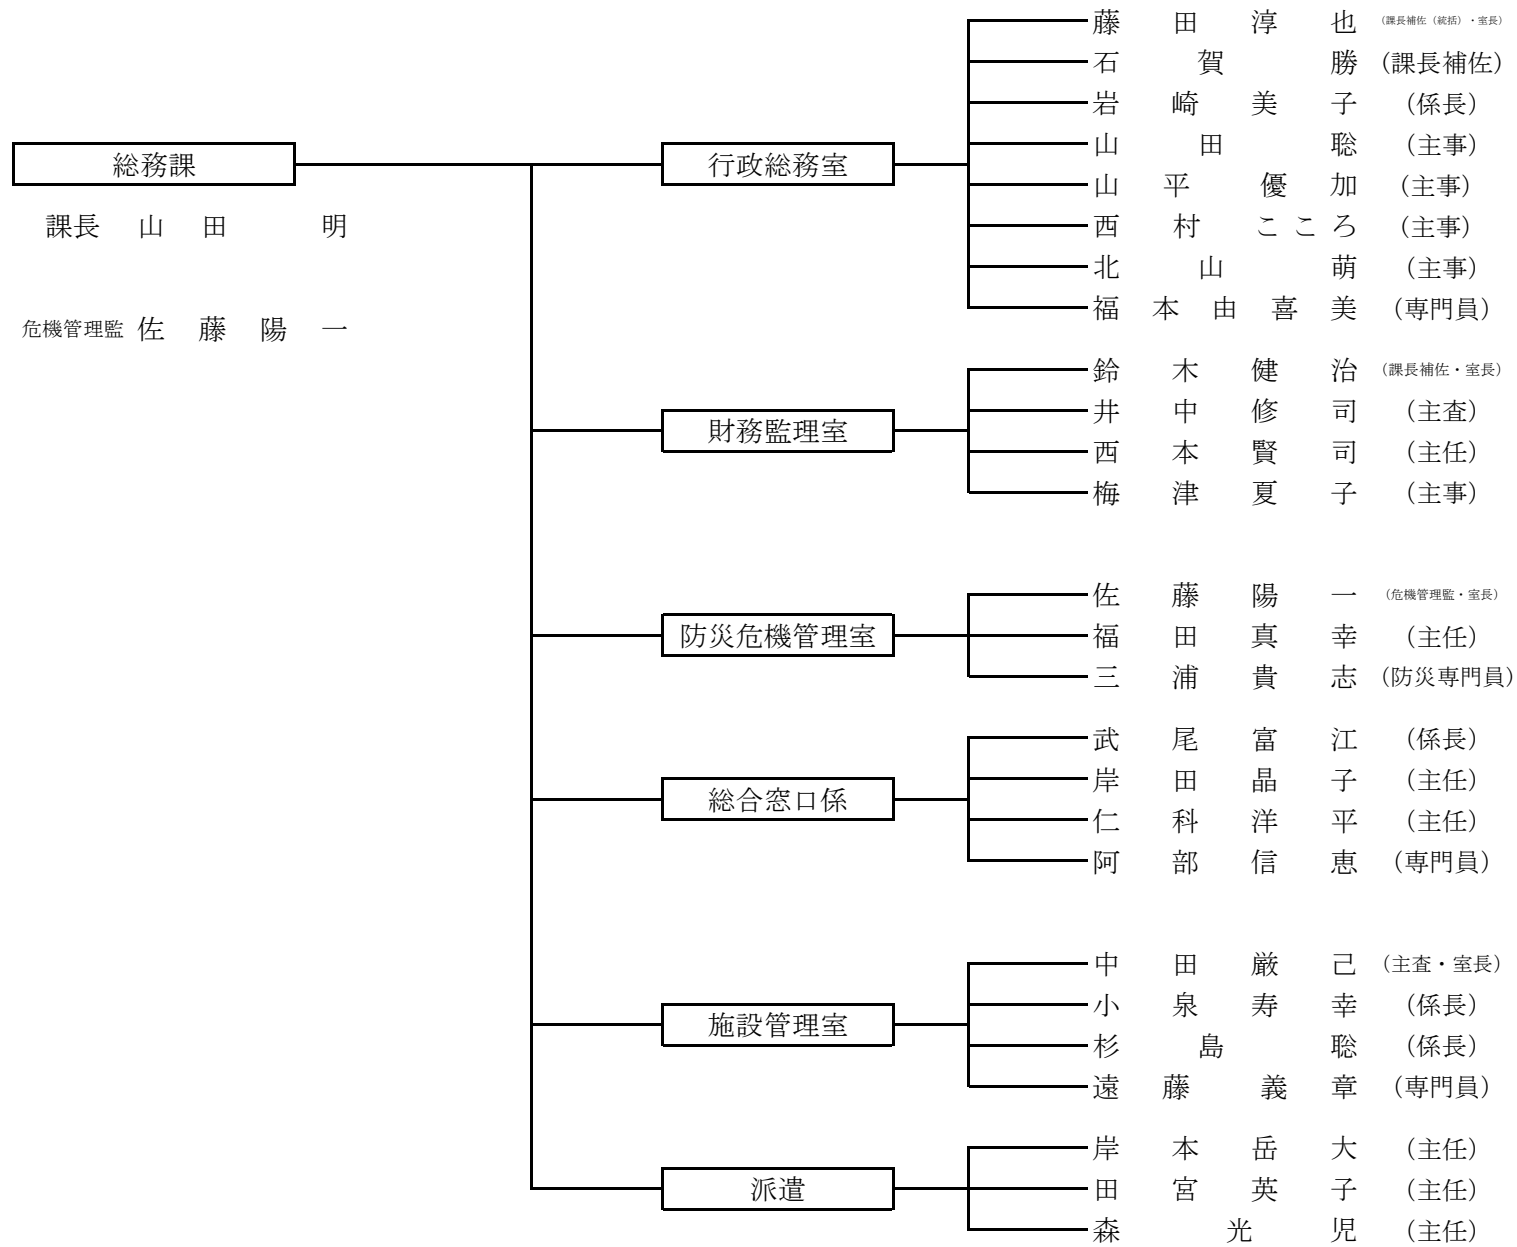 総務課
課長 山田 明
危機管理監 佐藤陽一
行政総務室
藤田淳也 (課長補佐（統括）・室長)
石賀 勝 (課長補佐)
岩崎美子 (係長)
山田 聡 (主事)
山平優加 (主事)
西村こころ (主事)
北山 萌 (主事)
福本由喜美 (専門員)
財務監理室
鈴木健治 (課長補佐・室長)
井中修司 (主査)
西本賢司 (主任)
梅津夏子 (主事)
防災危機管理室
佐藤陽一 (危機管理監・室長)
福田真幸 (主任)
三浦貴志 (防災専門員)
総合窓口係
武尾富江 (係長)
岸田晶子 (主任)
仁科洋平 (主任)
阿部信恵 (専門員)
施設管理室
中田厳己 (主査・室長)
小泉寿幸 (係長)
杉島 聡 (係長)
遠藤義章 (専門員)
派遣
岸本岳大 (主任)
田宮英子 (主任)
森 光児 (主任)